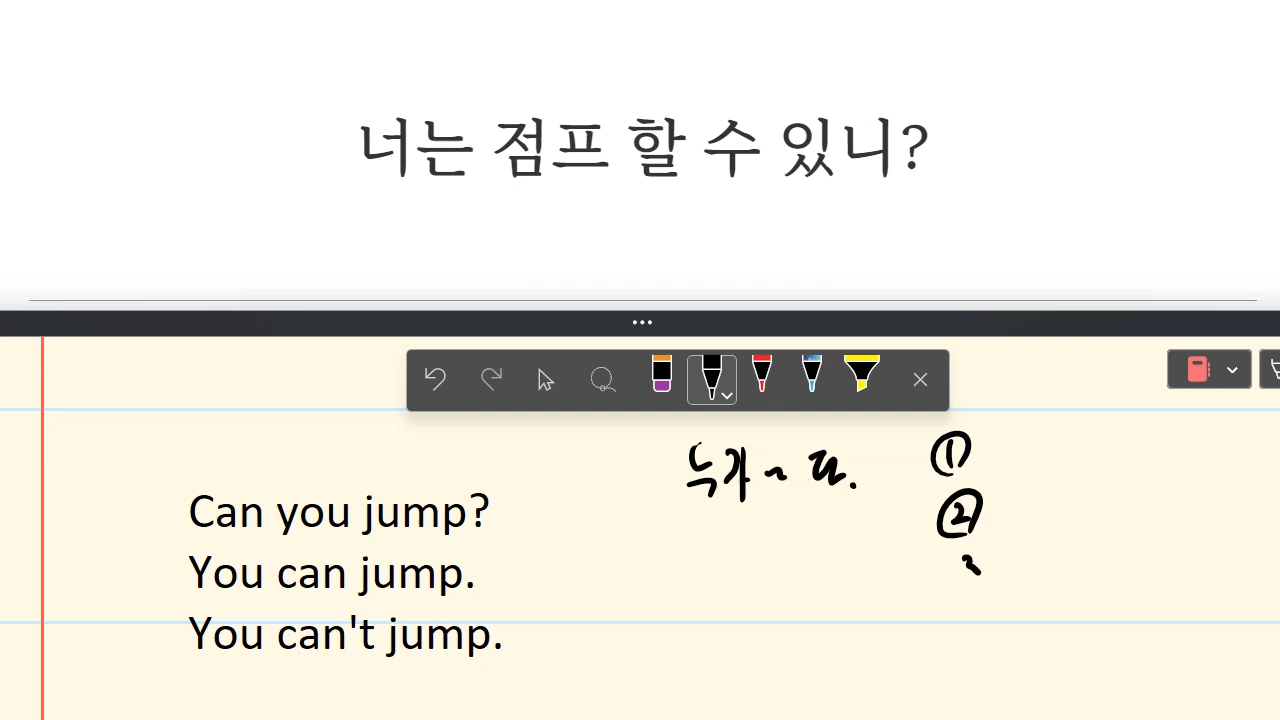 너는 점프 할 수 있니?
누가 ~ 다.
①
②
Can you jump?
You can jump.
You can't jump.